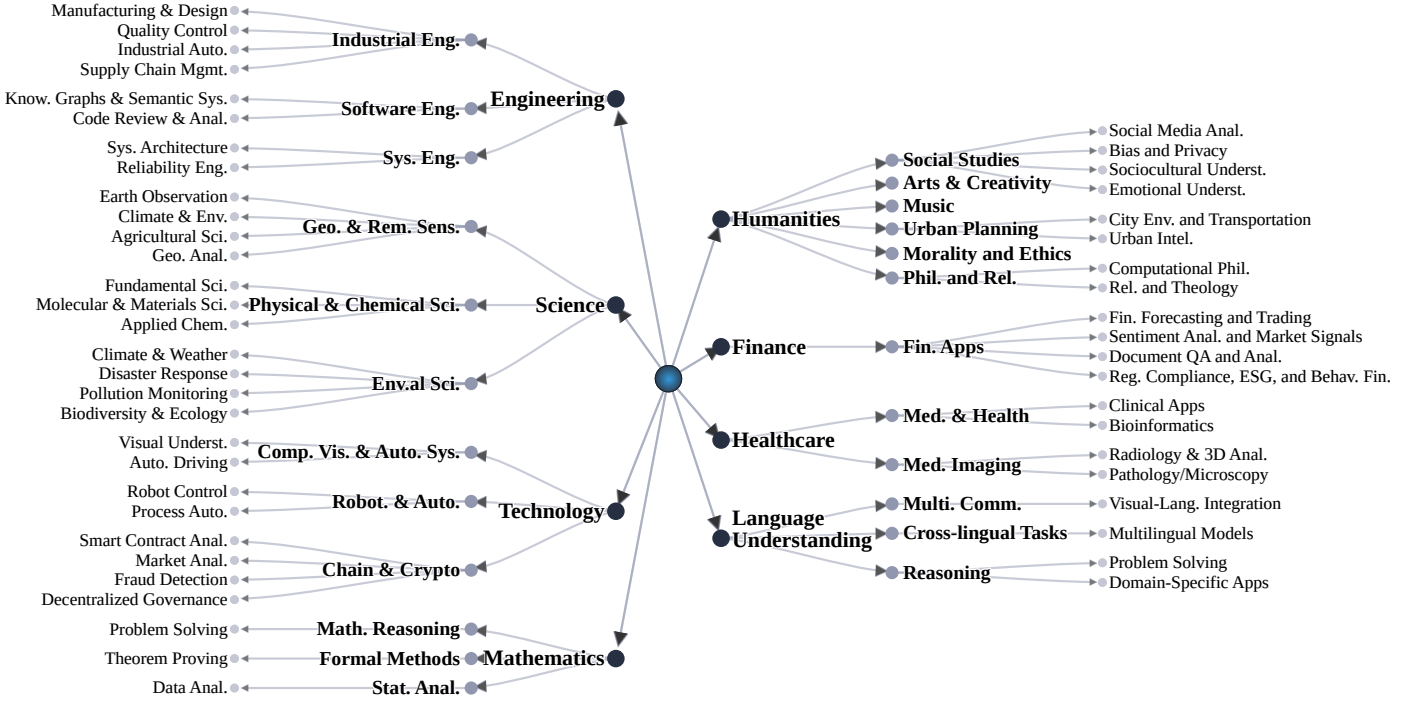 Manufacturing & Design
Quality Control
Industrial Auto.
Supply Chain Mgmt.
Industrial Eng.
Know. Graphs & Semantic Sys.
Code Review & Anal.
Software Eng.
Sys. Architecture
Reliability Eng.
Sys. Eng.
Engineering
Earth Observation
Climate & Env.
Agricultural Sci.
Geo. Anal.
Geo. & Rem. Sens.
Fundamental Sci.
Molecular & Materials Sci.
Applied Chem.
Physical & Chemical Sci.
Climate & Weather
Disaster Response
Pollution Monitoring
Biodiversity & Ecology
Env.al Sci.
Science
Visual Underst.
Auto. Driving
Comp. Vis. & Auto. Sys.
Robot Control
Process Auto.
Robot. & Auto.
Smart Contract Anal.
Market Anal.
Fraud Detection
Decentralized Governance
Chain & Crypto
Technology
Problem Solving
Math. Reasoning
Theorem Proving
Formal Methods
Data Anal.
Stat. Anal.
Mathematics
Humanities
Social Studies
Social Media Anal.
Bias and Privacy
Sociocultural Underst.
Emotional Underst.
Arts & Creativity
Music
Urban Planning
City Env. and Transportation
Urban Intel.
Morality and Ethics
Phil. and Rel.
Computational Phil.
Rel. and Theology
Finance
Fin. Apps
Fin. Forecasting and Trading
Sentiment Anal. and Market Signals
Document QA and Anal.
Reg. Compliance, ESG, and Behav. Fin.
Healthcare
Med. & Health
Clinical Apps
Bioinformatics
Med. Imaging
Radiology & 3D Anal.
Pathology/Microscopy
Language
Understanding
Multi. Comm.
Visual-Lang. Integration
Cross-lingual Tasks
Multilingual Models
Reasoning
Problem Solving
Domain-Specific Apps